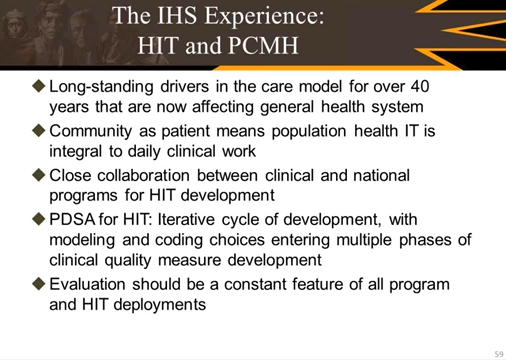 The IHS Experience:
HIT and PCMH
Long-standing drivers in the care model for over 40
years that are now affecting general health system
Community as patient means population health IT is
integral to daily clinical work
Close collaboration between clinical and national
programs for HIT development
PDSA for HIT: Iterative cycle of development, with
modeling and coding choices entering multiple phases of
clinical quality measure development
Evaluation should be a constant feature of all program
and HIT deployments
59